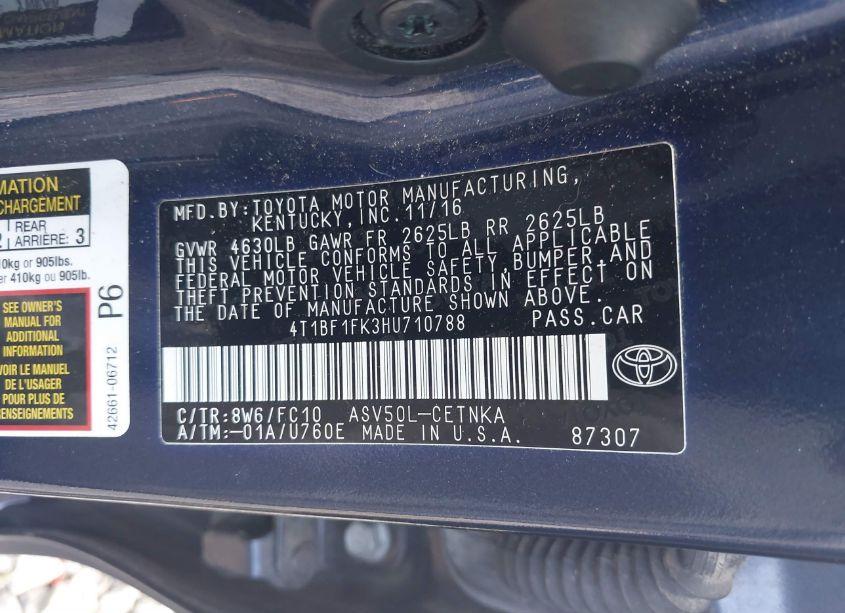 MATION
CHARGEMENT
2
REAR
ARRIÈRE: 3
0kg or 905lbs.
er 410kg ou 905lb.
SEE OWNER'S
MANUAL FOR
ADDITIONAL
INFORMATION
VOIR LE MANUEL
DE L'USAGER
POUR PLUS DE
RENSEIGNEMENTS
P6
42661-06712
MFD.BY:TOYOTA MOTOR MANUFACTURING,
KENTUCKY, INC. 11/16
GVWR 4630LB GAWR FR 2625LB RR 2625LB
THIS VEHICLE CONFORMS TO ALL APPLICABLE
FEDERAL MOTOR VEHICLE SAFETY,BUMPER,AND
THEFT PREVENTION STANDARDS IN EFFECT ON
THE DATE OF MANUFACTURE SHOWN ABOVE.
4T1BF1FK3HU710788 PASS.CAR
C/TR:8W6/FC10 ASV50L-CETNKA
A/TM:-01A/U760E MADE IN U.S.A. 87307